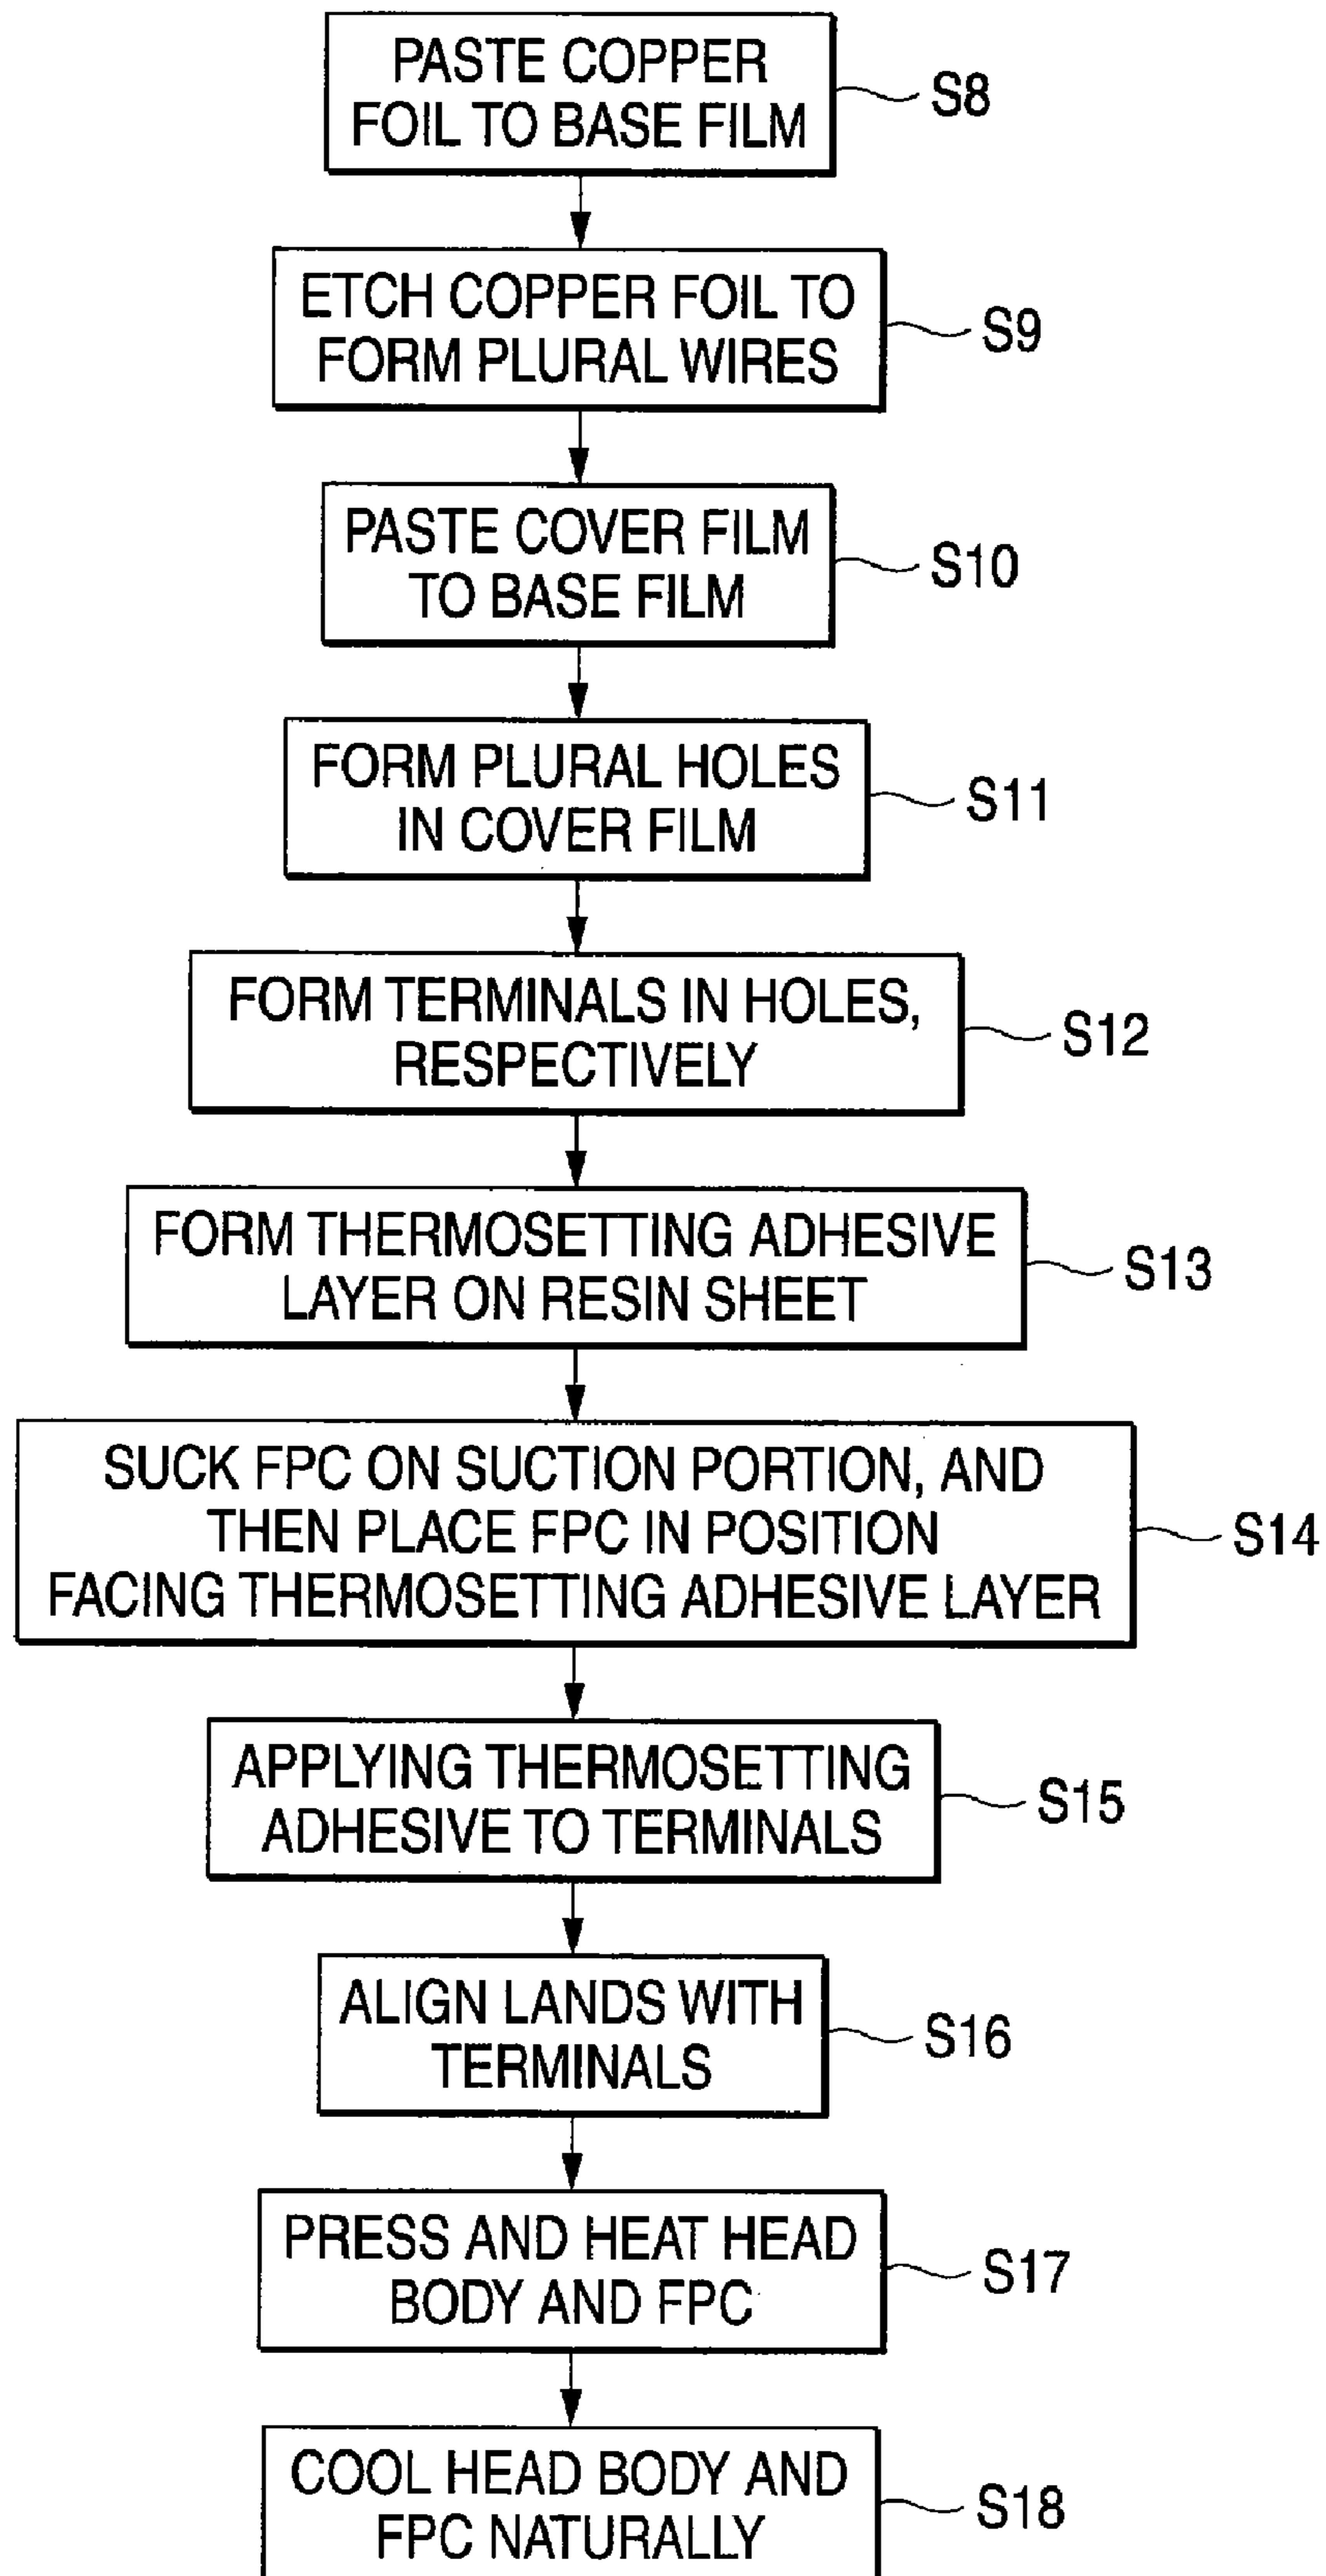 PASTE COPPER
FOIL TO BASE FILM
S8
ETCH COPPER FOIL TO
FORM PLURAL WIRES
S9
PASTE COVER FILM
TO BASE FILM
S10
FORM PLURAL HOLES
IN COVER FILM
S11
FORM TERMINALS IN HOLES,
RESPECTIVELY
S12
FORM THERMOSETTING ADHESIVE
LAYER ON RESIN SHEET
S13
SUCK FPC ON SUCTION PORTION, AND
THEN PLACE FPC IN POSITION
FACING THERMOSETTING ADHESIVE LAYER
S14
APPLYING THERMOSETTING
ADHESIVE TO TERMINALS
S15
ALIGN LANDS WITH
TERMINALS
S16
PRESS AND HEAT HEAD
BODY AND FPC
S17
COOL HEAD BODY AND
FPC NATURALLY
S18